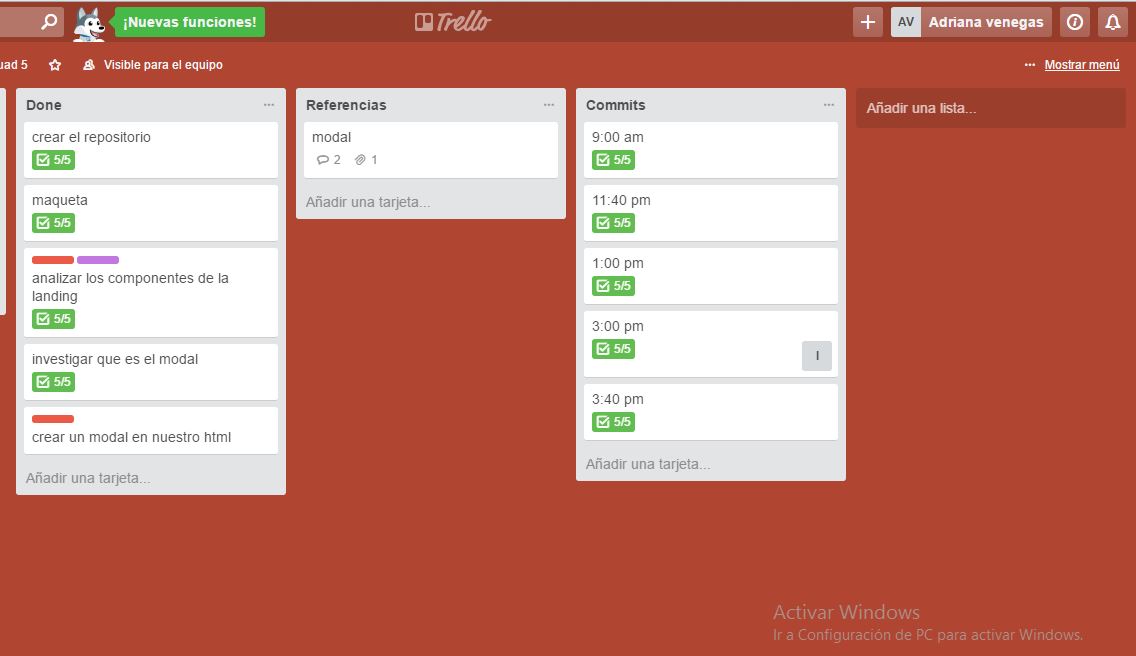 ¡Nuevas funciones!
Trello
AV Adriana venegas
uad 5
Visible para el equipo
... Mostrar menú
Done
crear el repositorio
5/5
maqueta
5/5
analizar los componentes de la
landing
5/5
investigar que es el modal
5/5
crear un modal en nuestro html
Añadir una tarjeta...
Referencias
modal
2 1
Añadir una tarjeta...
Commits
9:00 am
5/5
11:40 pm
5/5
1:00 pm
5/5
3:00 pm
5/5
I
3:40 pm
5/5
Añadir una tarjeta...
Añadir una lista...
Activar Windows
Ir a Configuración de PC para activar Windows.